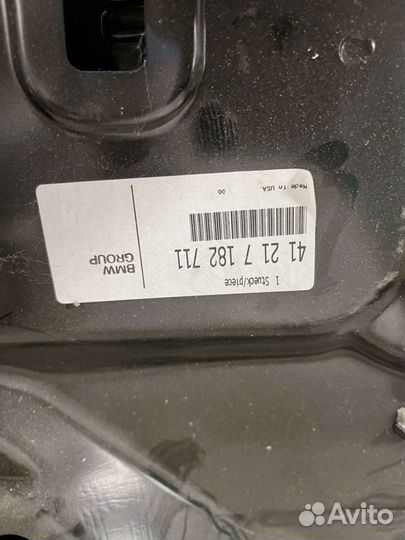 1 Stueck/piece
41 21 7 182 711
BMW
GROUP
00
Made in USA
Avito